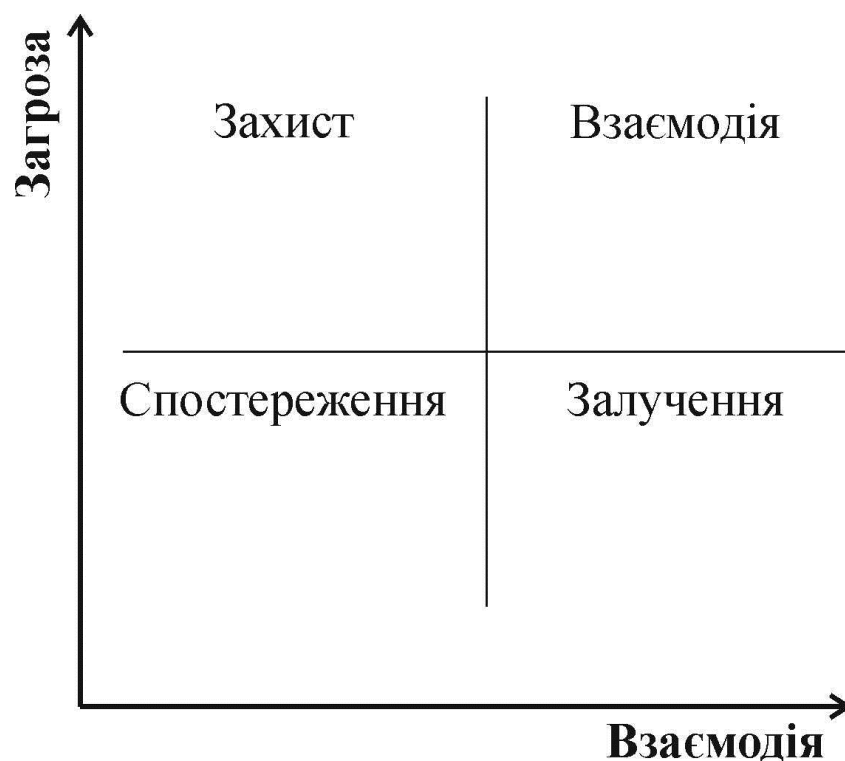 Загроза
Захист
Взаємодія
Спостереження
Залучення
Взаємодія